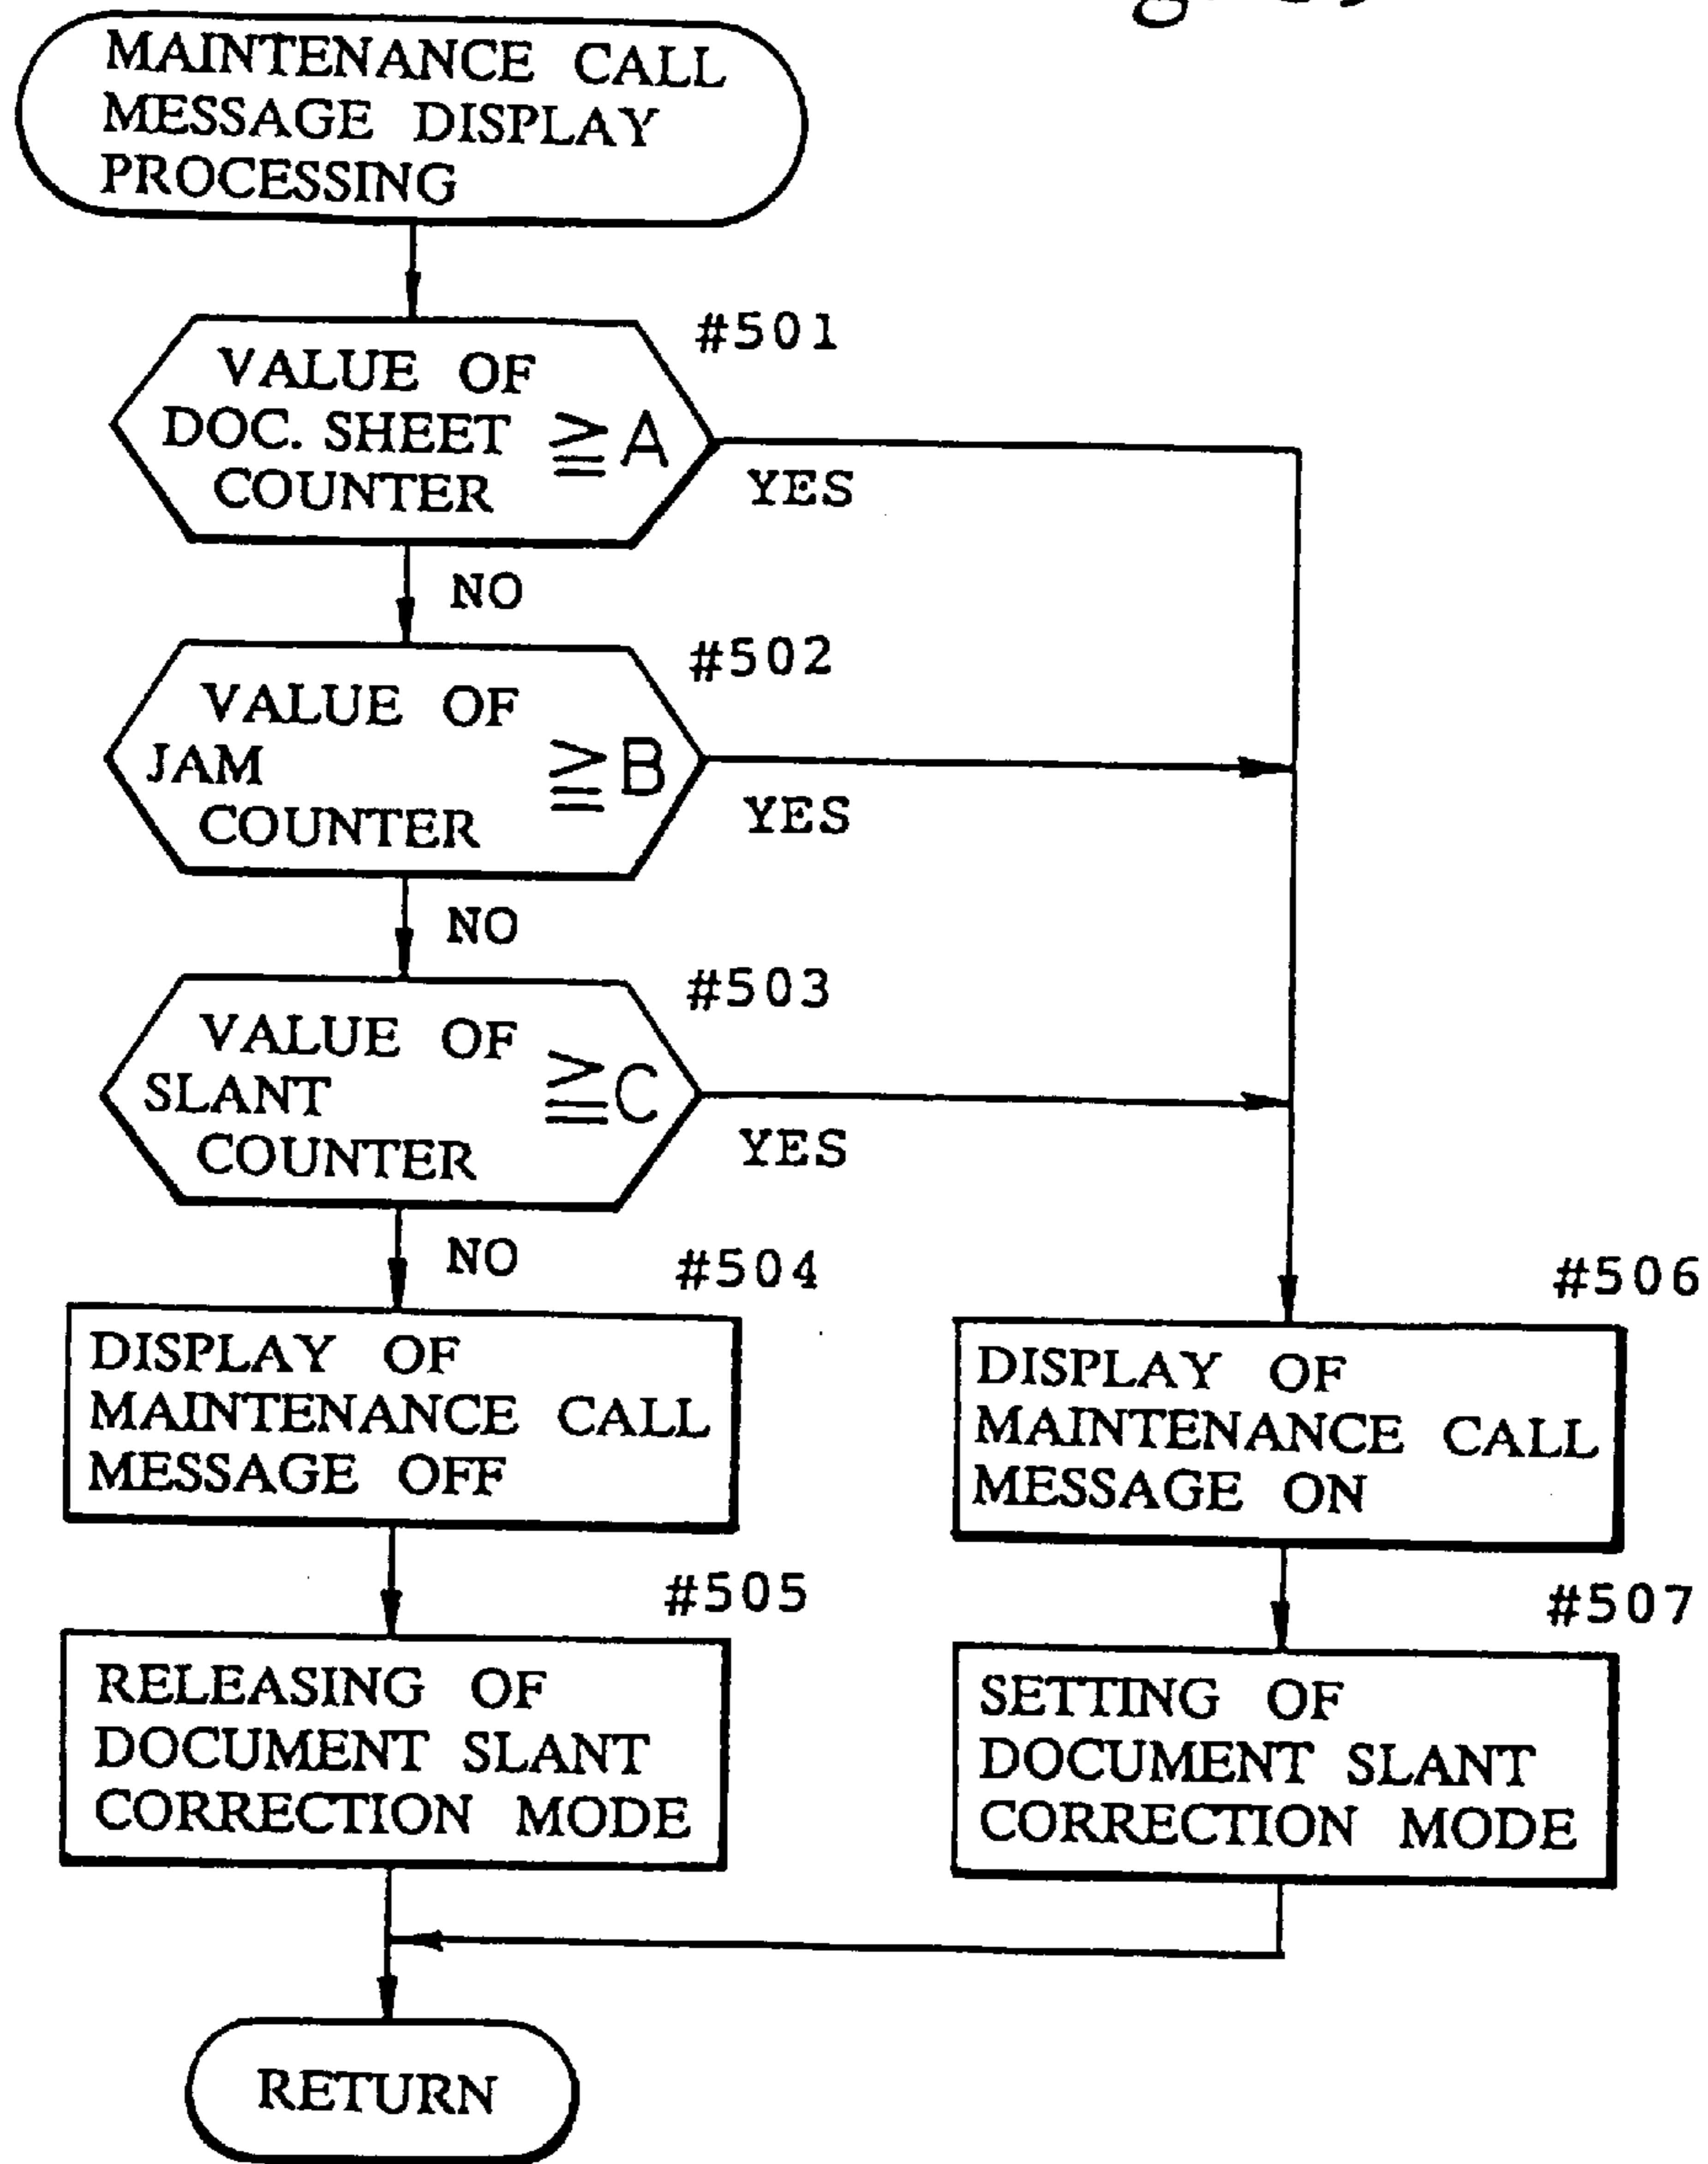 MAINTENANCE CALL
MESSAGE DISPLAY
PROCESSING
#501
VALUE OF
DOC. SHEET
COUNTER
≧A
YES
NO
#502
VALUE OF
JAM
COUNTER
≧B
YES
NO
#503
VALUE OF
SLANT
COUNTER
≧C
YES
NO
#504
DISPLAY OF
MAINTENANCE CALL
MESSAGE OFF
#506
DISPLAY OF
MAINTENANCE CALL
MESSAGE ON
#505
RELEASING OF
DOCUMENT SLANT
CORRECTION MODE
#507
SETTING OF
DOCUMENT SLANT
CORRECTION MODE
RETURN